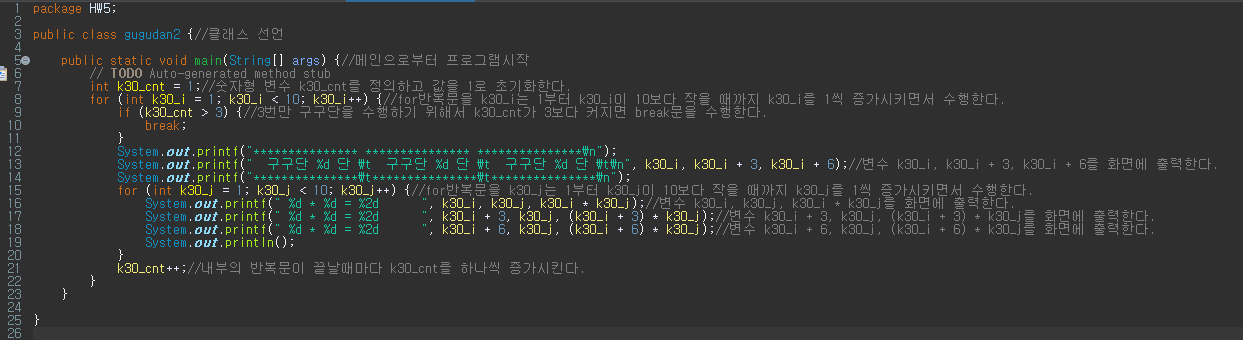 1 package HW5;
2
3 public class gugudan2 {//클래스 선언
4
5 public static void main(String[] args) {//메인으로부터 프로그램시작
6 // TODO Auto-generated method stub
7 int k30_cnt = 1;//숫자형 변수 k30_cnt를 정의하고 값을 1로 초기화한다.
8 for (int k30_i = 1; k30_i < 10; k30_i++) {//for반복문을 k30_i는 1부터 k30_i이 10보다 작을 때까지 k30_i를 1씩 증가시키면서 수행한다.
9 if (k30_cnt > 3) {//3번만 구구단을 수행하기 위해서 k30_cnt가 3보다 커지면 break문을 수행한다.
10 break;
11 }
12 System.out.printf("*************** *************** ***************\n");
13 System.out.printf("  구구단 %d 단 \t  구구단 %d 단 \t  구구단 %d 단 \t\n", k30_i, k30_i + 3, k30_i + 6);//변수 k30_i, k30_i + 3, k30_i + 6를 화면에 출력한다.
14 System.out.printf("***************\t***************\t***************\n");
15 for (int k30_j = 1; k30_j < 10; k30_j++) {//for반복문을 k30_j는 1부터 k30_j이 10보다 작을 때까지 k30_j를 1씩 증가시키면서 수행한다.
16 System.out.printf(" %d * %d = %2d      ", k30_i, k30_j, k30_i * k30_j);//변수 k30_i, k30_j, k30_i * k30_j를 화면에 출력한다.
17 System.out.printf(" %d * %d = %2d      ", k30_i + 3, k30_j, (k30_i + 3) * k30_j);//변수 k30_i + 3, k30_j, (k30_i + 3) * k30_j를 화면에 출력한다.
18 System.out.printf(" %d * %d = %2d      ", k30_i + 6, k30_j, (k30_i + 6) * k30_j);//변수 k30_i + 6, k30_j, (k30_i + 6) * k30_j를 화면에 출력한다.
19 System.out.println();
20 }
21 k30_cnt++;//내부의 반복문이 끝날때마다 k30_cnt를 하나씩 증가시킨다.
22 }
23 }
24
25 }
26